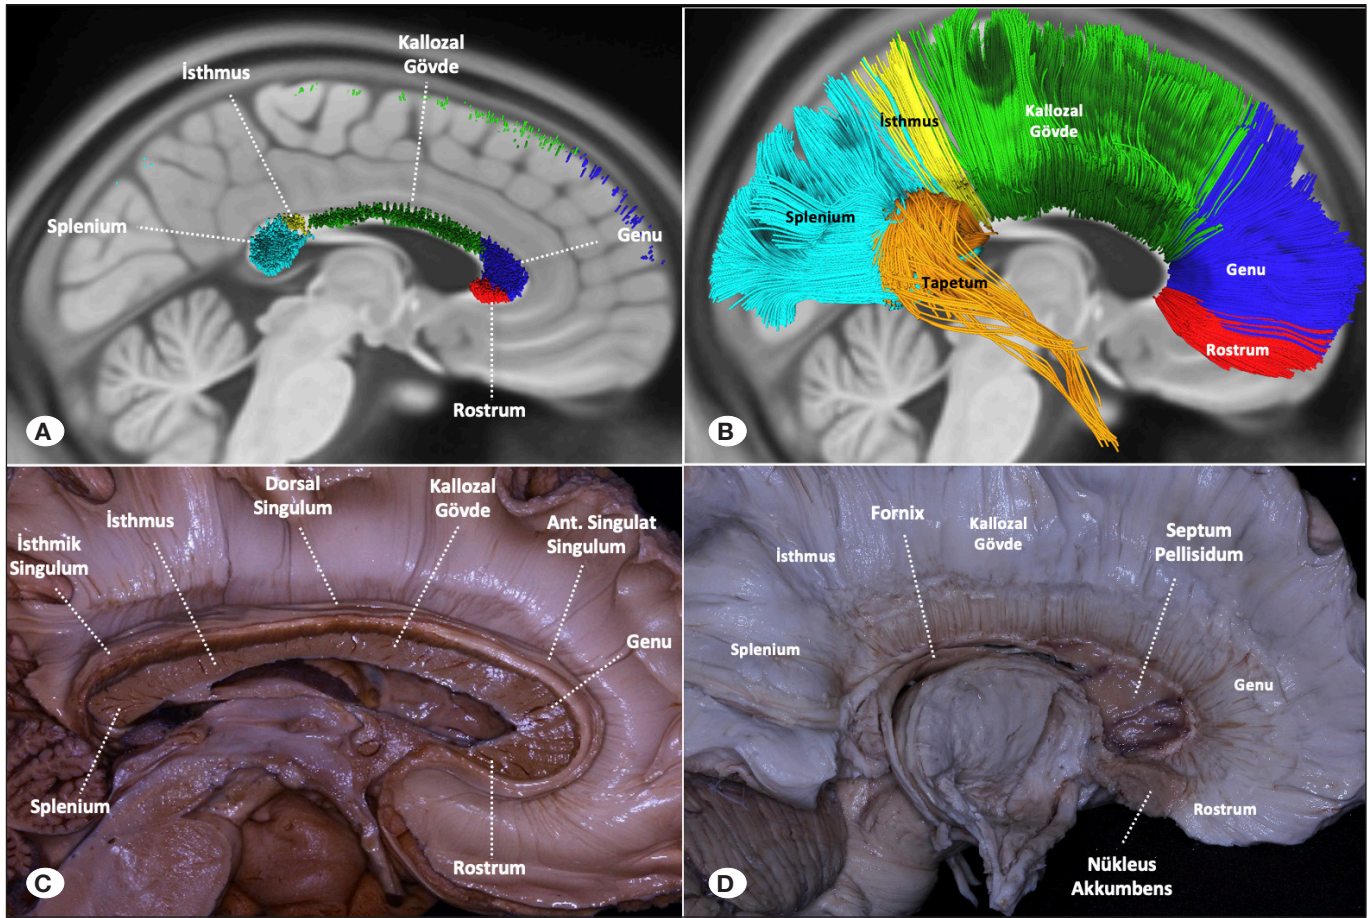 Kallozal
Gövde
İsthmus
Splenium
Genu
Rostrum
A
İsthmus
Kallozal
Gövde
Splenium
Tapetum
Genu
Rostrum
B
Dorsal
Singulum
Kallozal
Gövde
İsthmus
Ant. Singulat
Singulum
İsthmik
Singulum
Genu
Splenium
Rostrum
C
Fornix
Kallozal
Gövde
Septum
Pellisidum
İsthmus
Splenium
Genu
Rostrum
Nükleus
Akkumbens
D